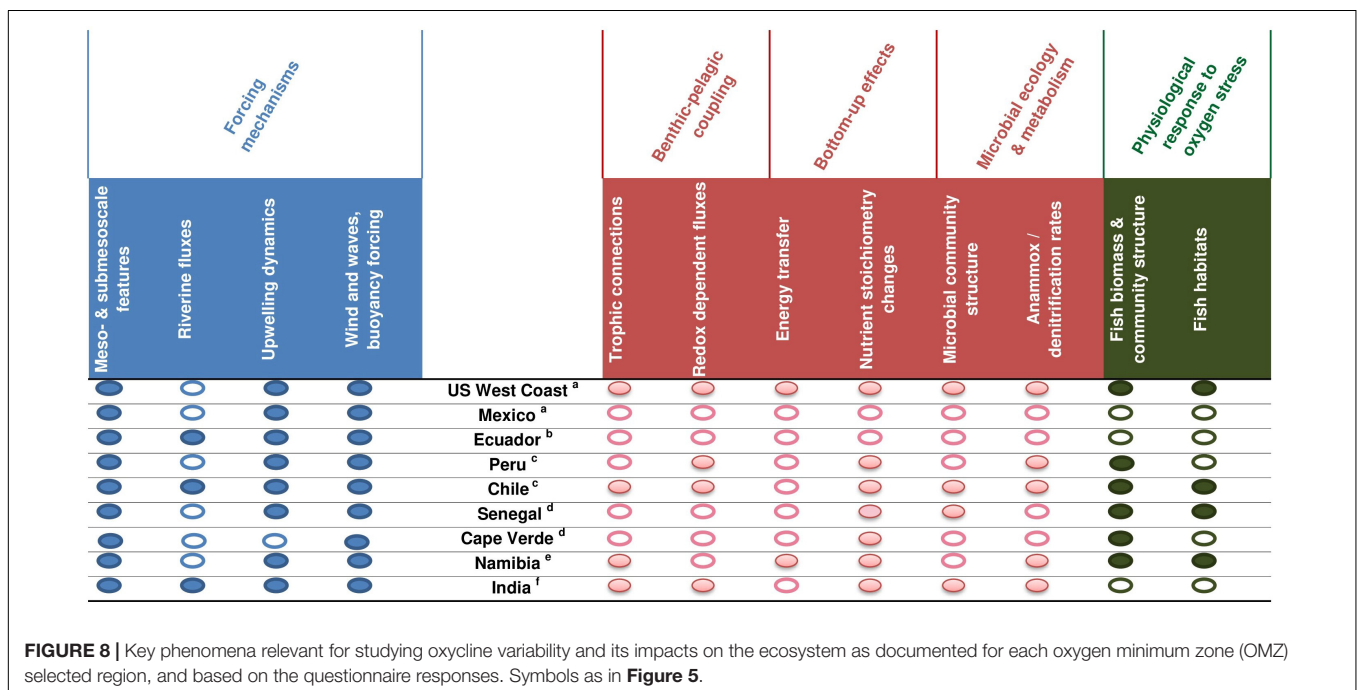 Forcing
mechanisms
Benthic-pelagic
coupling
Bottom-up effects
Microbial ecology
& metabolism
Physiological
response to
oxygen stress
Meso- & submesoscale
features
Riverine fluxes
Upwelling dynamics
Wind and waves,
buoyancy forcing
Trophic connections
Redox dependent fluxes
Energy transfer
Nutrient stoichiometry
changes
Microbial community
structure
Anammox /
denitrification rates
Fish biomass &
community structure
Fish habitats
US West Coast a
Mexico a
Ecuador b
Peru c
Chile c
Senegal d
Cape Verde d
Namibia e
India f
FIGURE 8 | Key phenomena relevant for studying oxycline variability and its impacts on the ecosystem as documented for each oxygen minimum zone (OMZ)
selected region, and based on the questionnaire responses. Symbols as in Figure 5.